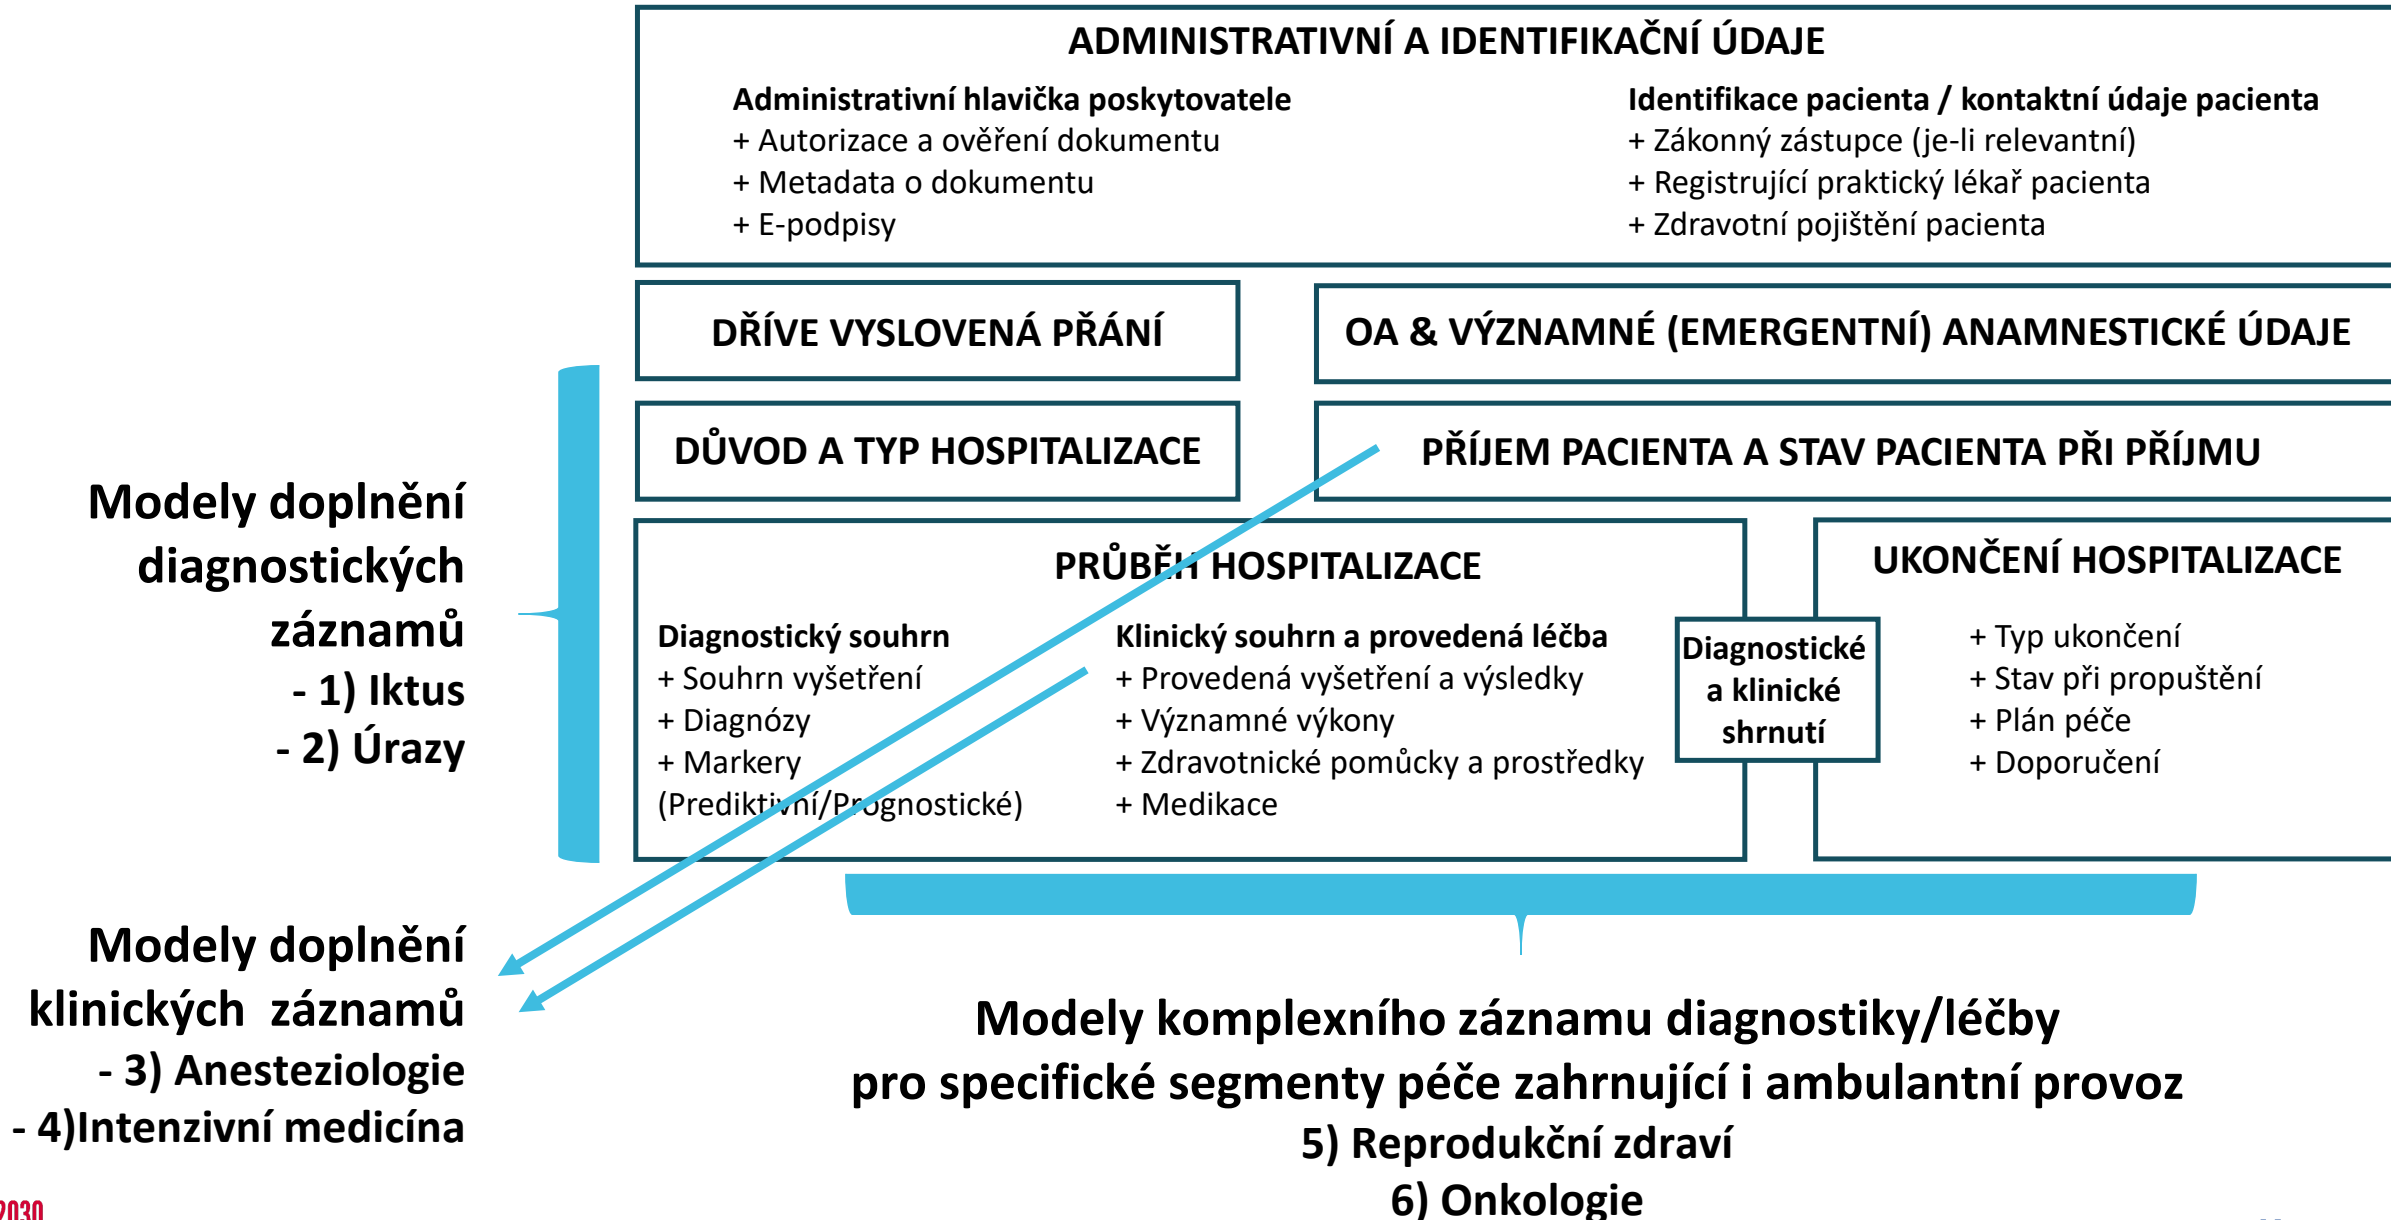 ADMINISTRATIVNÍ A IDENTIFIKAČNÍ ÚDAJE
Administrativní hlavička poskytovatele
+ Autorizace a ověření dokumentu
+ Metadata o dokumentu
+ E-podpisy
Identifikace pacienta / kontaktní údaje pacienta
+ Zákonný zástupce (je-li relevantní)
+ Registrující praktický lékař pacienta
+ Zdravotní pojištění pacienta
DŘÍVE VYSLOVENÁ PŘÁNÍ
OA & VÝZNAMNÉ (EMERGENTNÍ) ANAMNESTICKÉ ÚDAJE
DŮVOD A TYP HOSPITALIZACE
PŘÍJEM PACIENTA A STAV PACIENTA PŘI PŘÍJMU
PRŮBĚH HOSPITALIZACE
Diagnostický souhrn
+ Souhrn vyšetření
+ Diagnózy
+ Markery
(Prediktivní/Prognostické)
Klinický souhrn a provedená léčba
+ Provedená vyšetření a výsledky
+ Významné výkony
+ Zdravotnické pomůcky a prostředky
+ Medikace
Diagnostické
a klinické
shrnutí
UKONČENÍ HOSPITALIZACE
+ Typ ukončení
+ Stav při propuštění
+ Plán péče
+ Doporučení
Modely doplnění
diagnostických
záznamů
- 1) Iktus
- 2) Úrazy
Modely doplnění
klinických záznamů
- 3) Anesteziologie
- 4)Intenzivní medicína
Modely komplexního záznamu diagnostiky/léčby
pro specifické segmenty péče zahrnující i ambulantní provoz
5) Reprodukční zdraví
6) Onkologie
2030